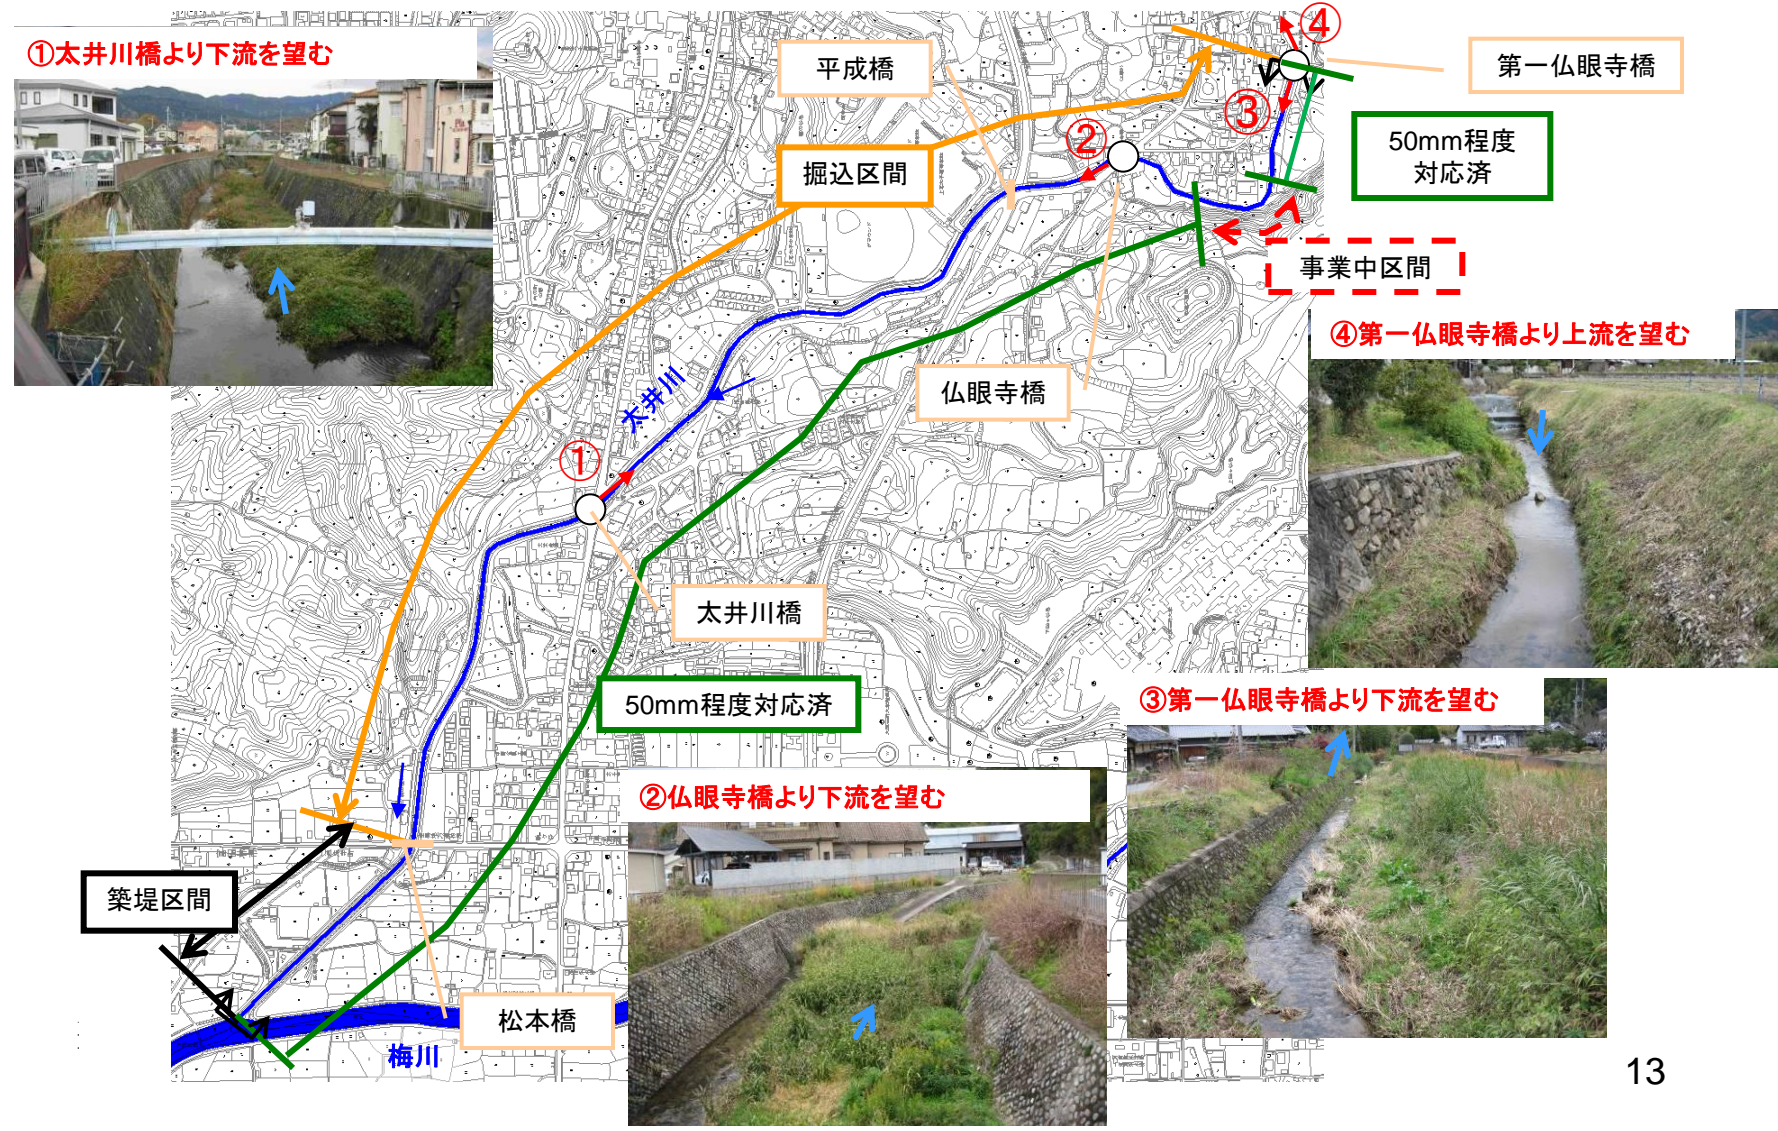 ①太井川橋より下流を望む
平成橋
④
第一仏眼寺橋
③
②
50mm程度
対応済
掘込区間
事業中区間
④第一仏眼寺橋より上流を望む
仏眼寺橋
太井川
①
太井川橋
50mm程度対応済
③第一仏眼寺橋より下流を望む
②仏眼寺橋より下流を望む
築堤区間
松本橋
梅川
13